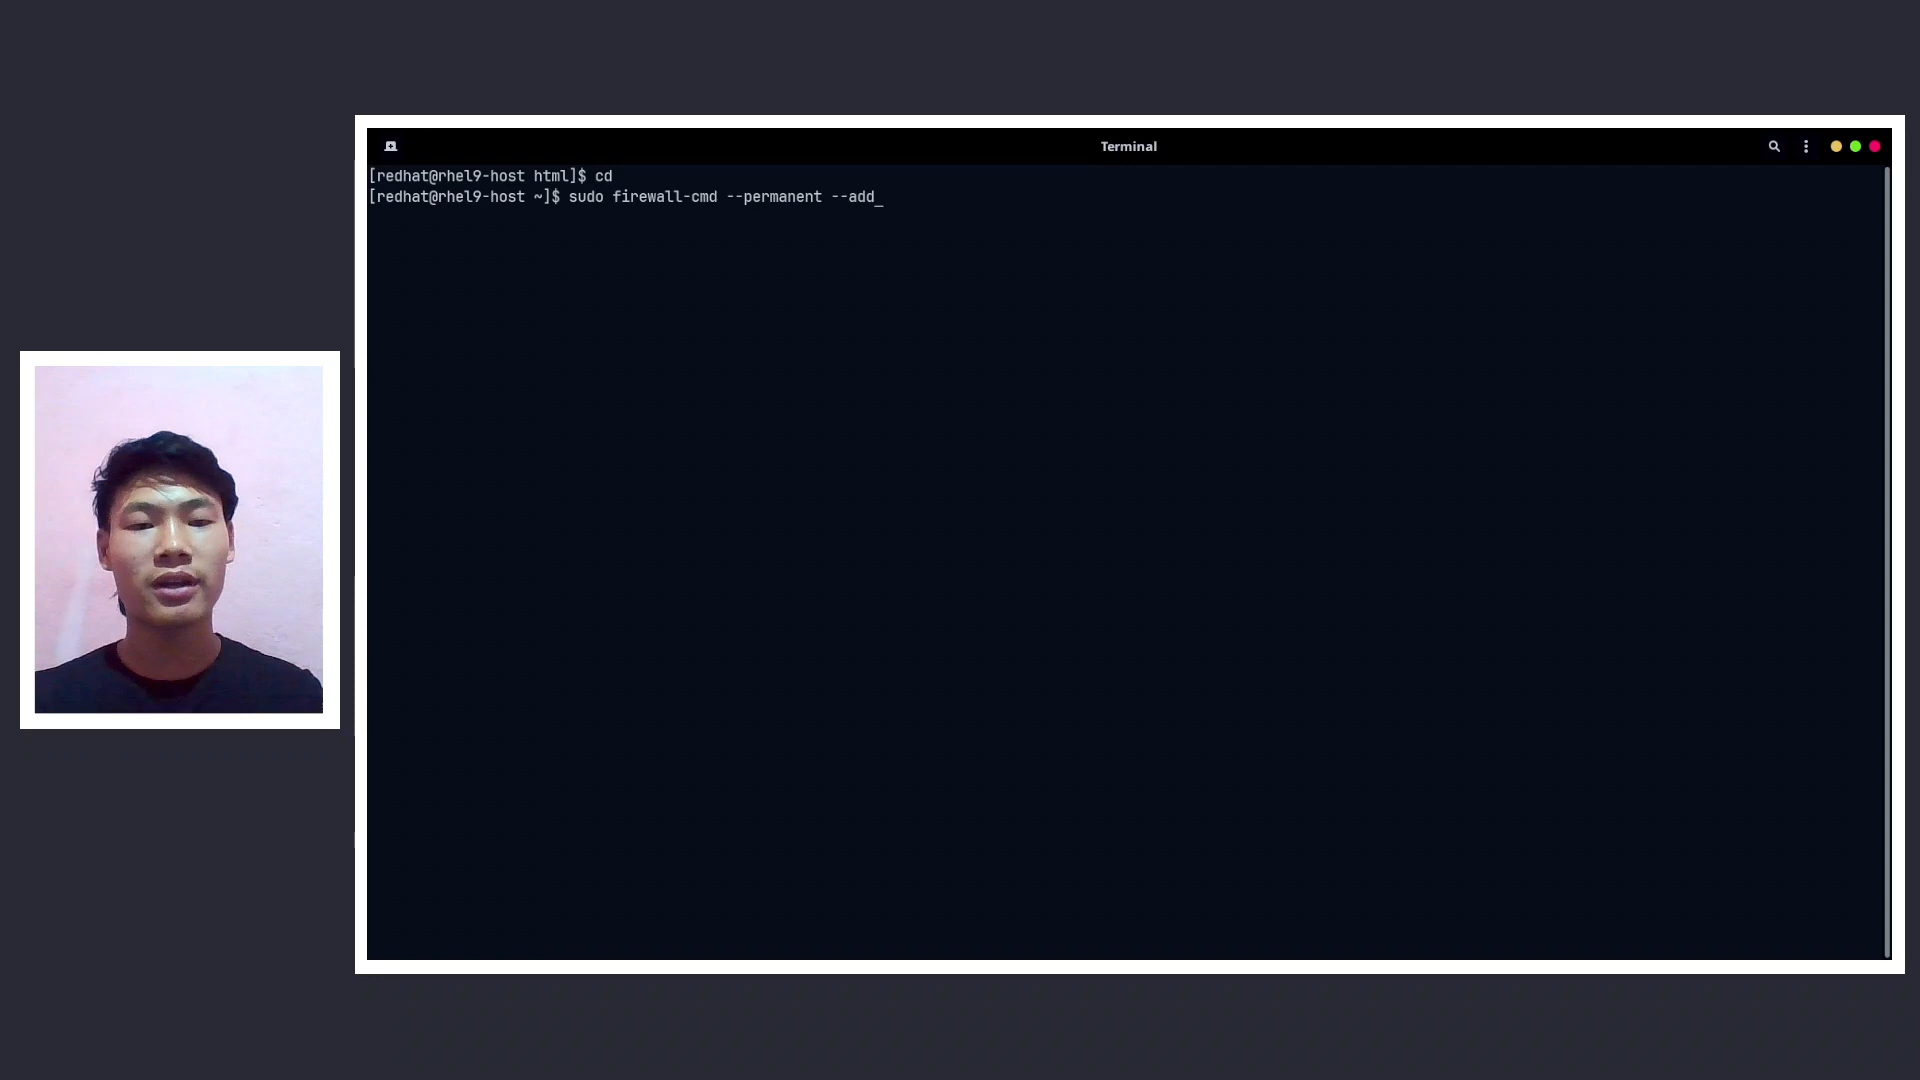 Terminal
[redhat@rhel9-host html]$ cd
[redhat@rhel9-host ~]$ sudo firewall-cmd --permanent --add_